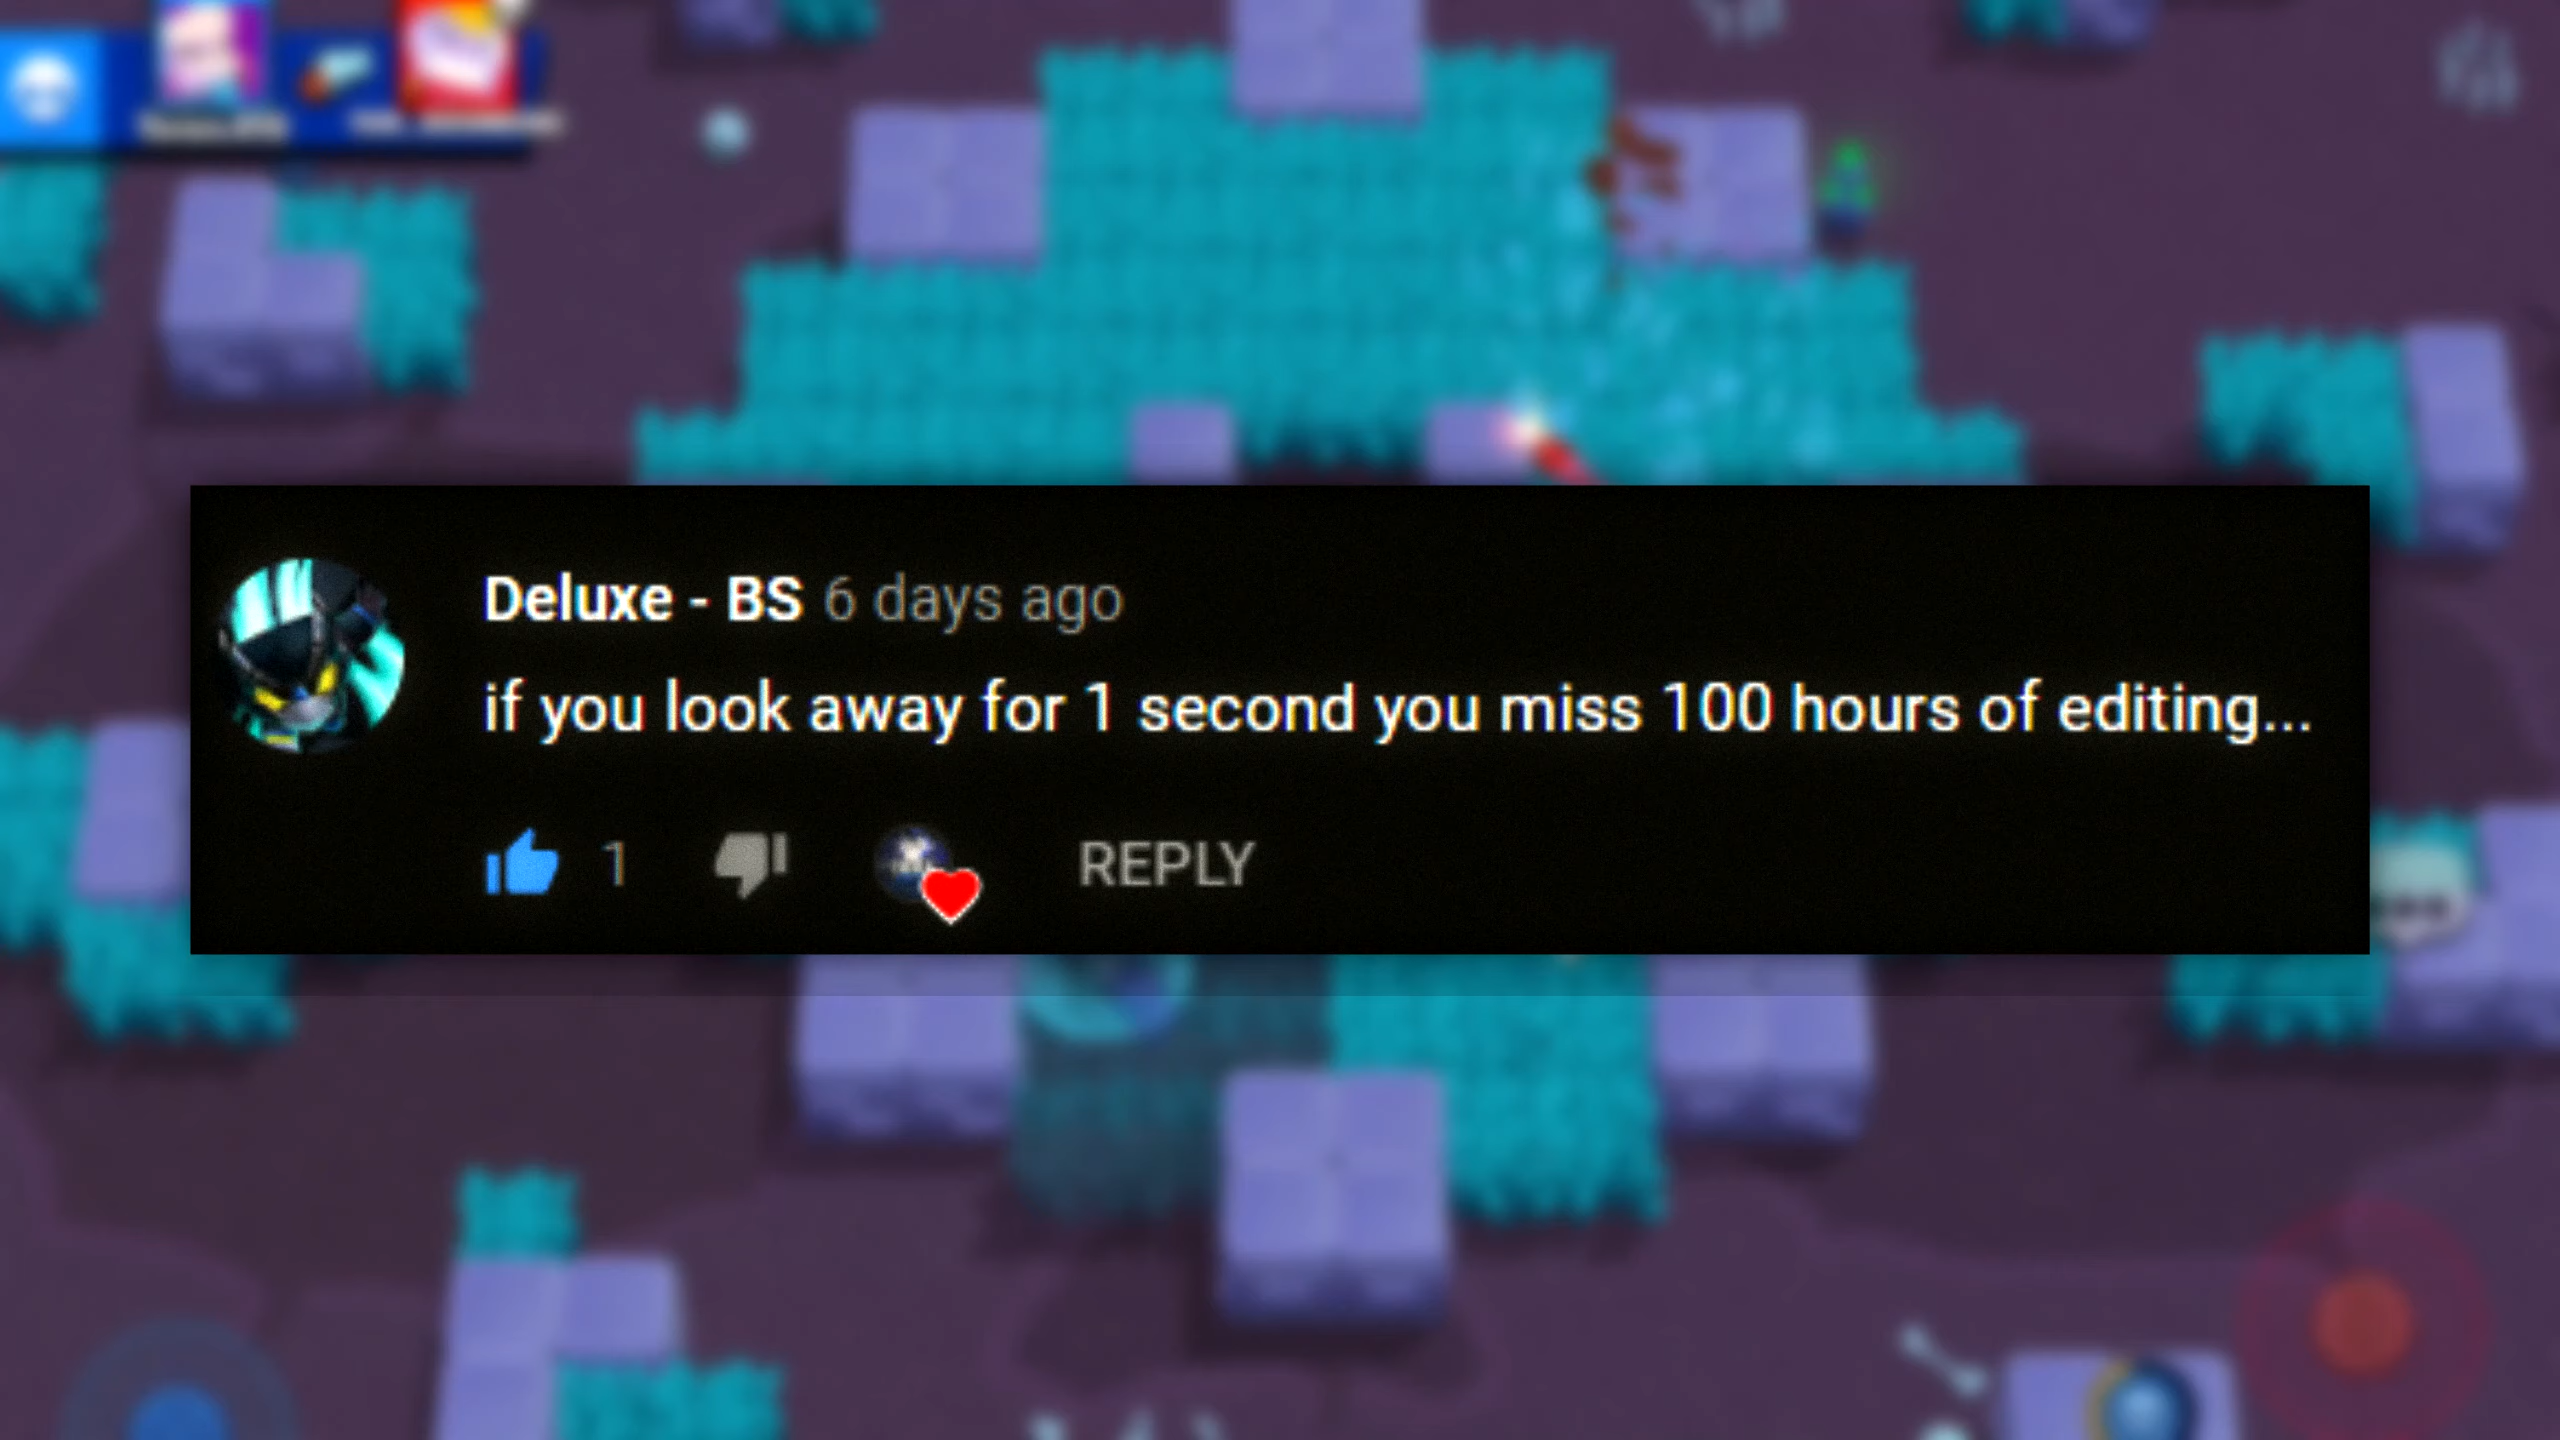 Deluxe - BS 6 days ago
if you look away for 1 second you miss 100 hours of editing...
1 REPLY